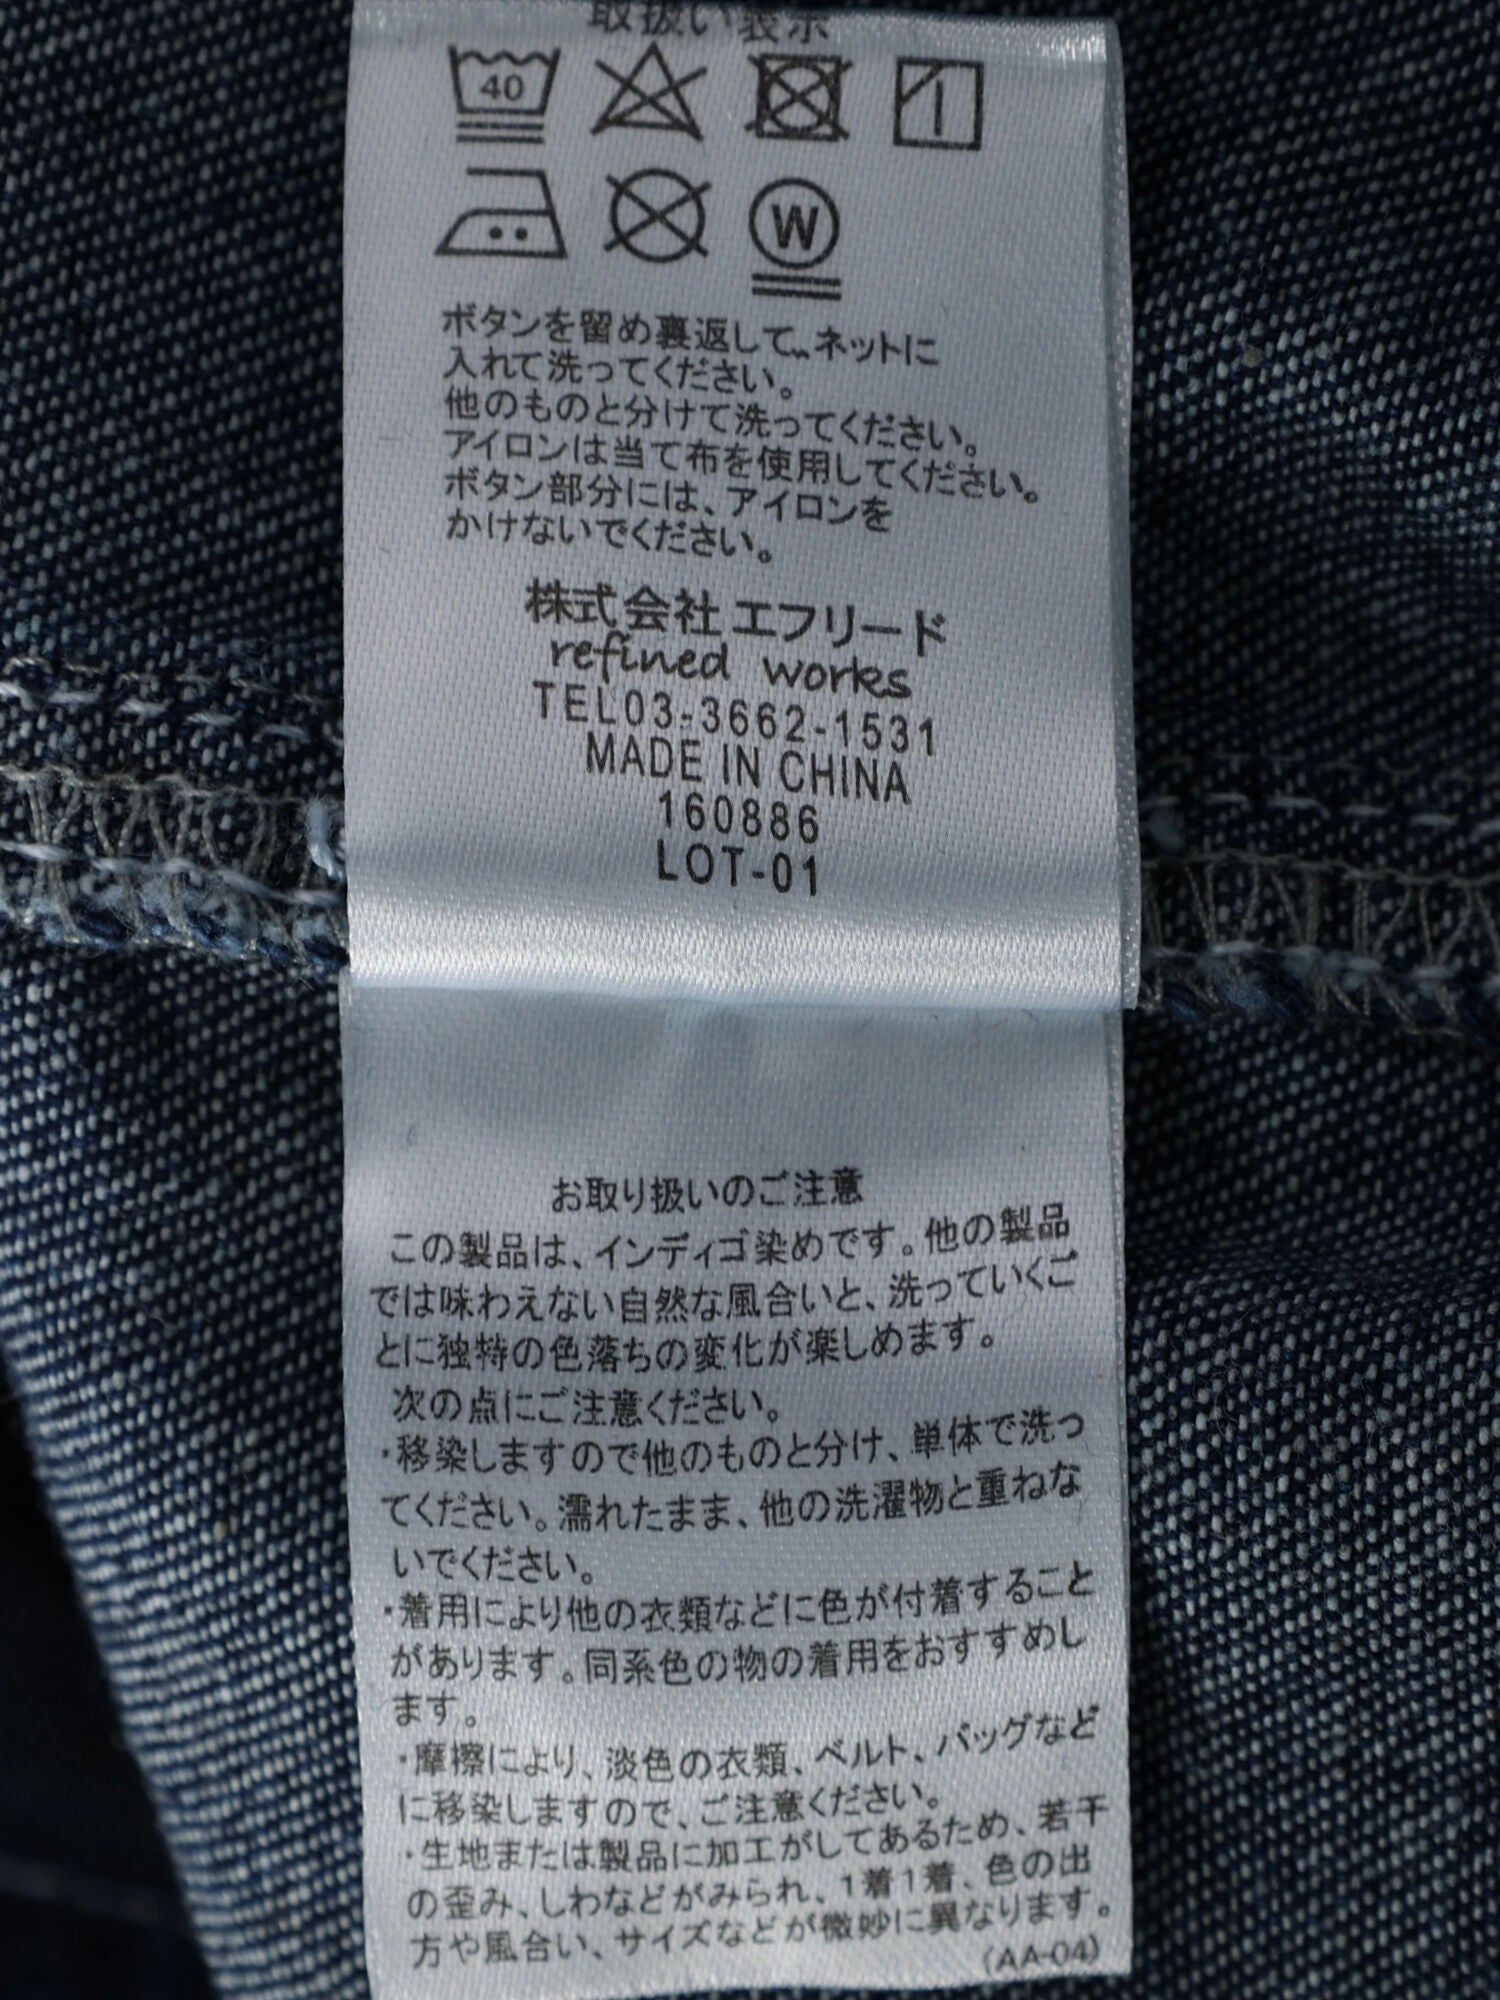 取扱い表示
40
W
ボタンを留め裏返して、ネットに
入れて洗ってください。
他のものと分けて洗ってください。
アイロンは当て布を使用してください。
ボタン部分には、アイロンを
かけないでください。
株式会社エフリード
refined works
TEL03-3662-1531
MADE IN CHINA
160886
LOT-01
お取り扱いのご注意
この製品は、インディゴ染めです。他の製品
では味わえない自然な風合いと、洗っていくご
とに独特の色落ちの変化が楽しめます。
次の点にご注意ください。
・移染しますので他のものと分け、単体で洗っ
てください。濡れたまま、他の洗濯物と重ねな
いでください。
・着用により他の衣類などに色が付着すること
があります。同系色の物の着用をおすすめし
ます。
・摩擦により、淡色の衣類、ベルト、バッグなど
に移染しますので、ご注意ください。
・生地または製品に加工がしてあるため、若干
の歪み、しわなどがみられ、1着1着、色の出
方や風合い、サイズなどが微妙に異なります。
(AA-04)